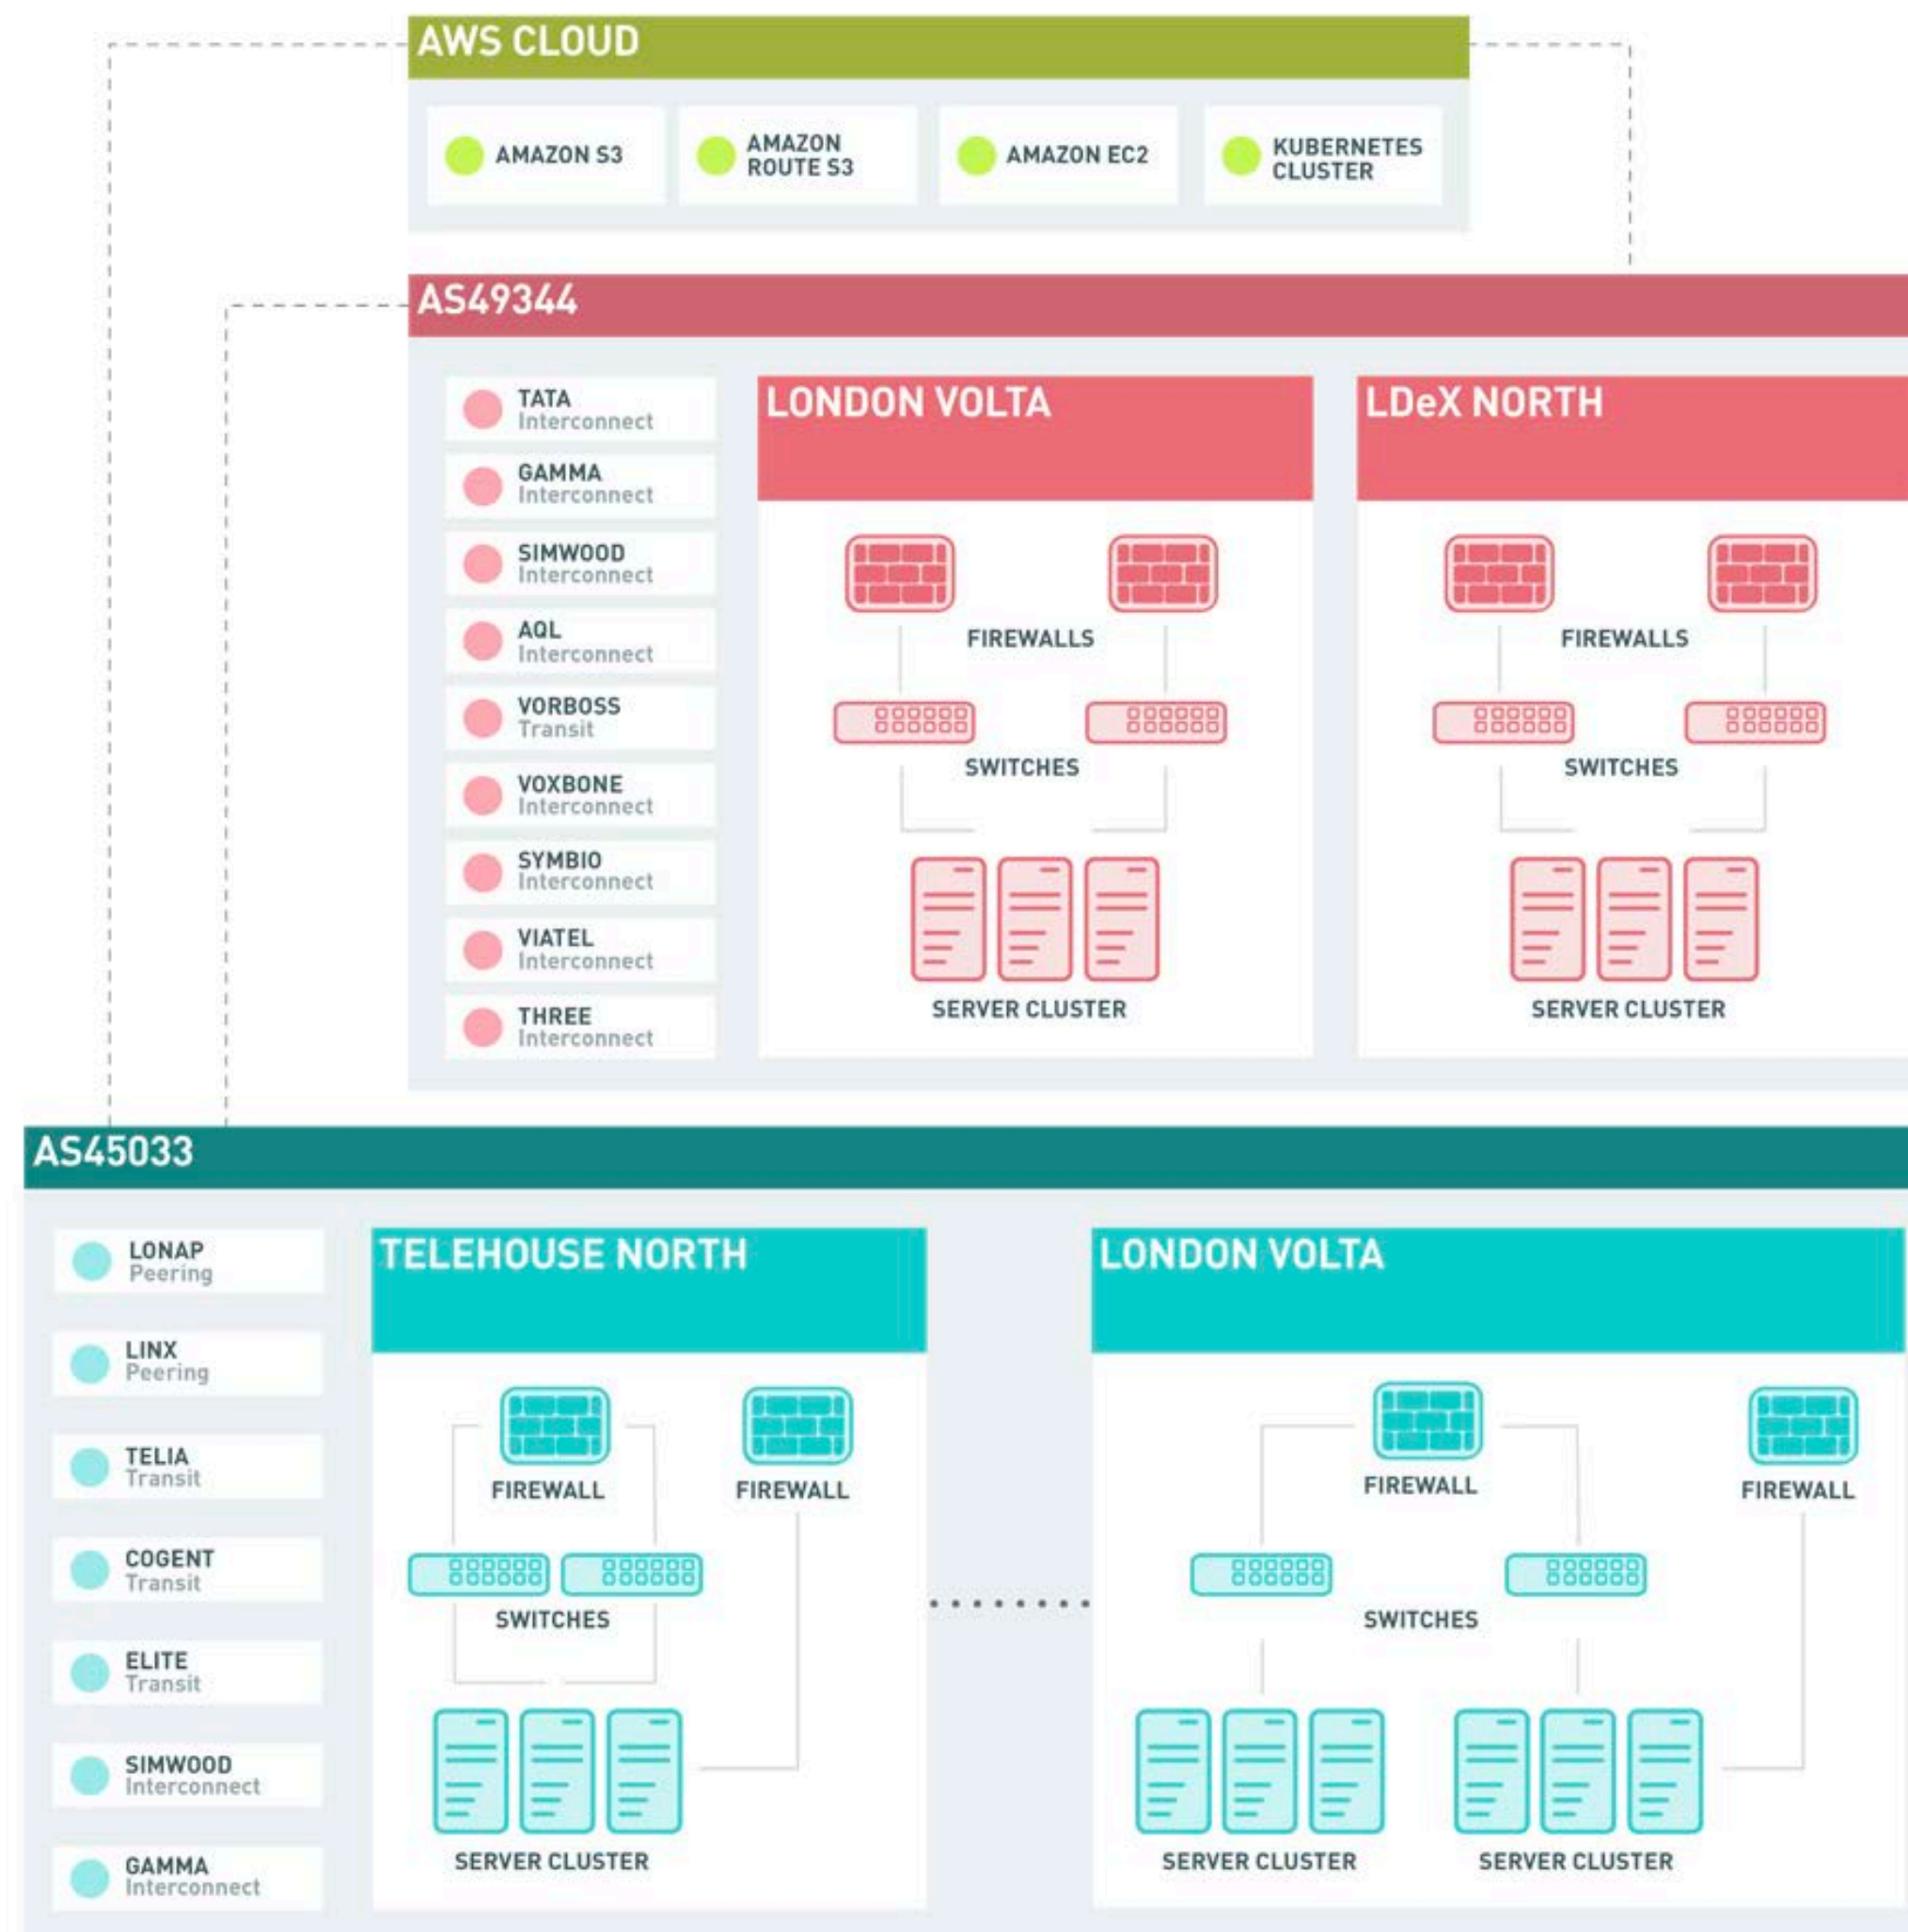 AWS CLOUD
AMAZON S3
AMAZON
ROUTE S3
AMAZON EC2
KUBERNETES
CLUSTER
AS49344
TATA
Interconnect
GAMMA
Interconnect
SIMWOOD
Interconnect
AQL
Interconnect
VORBOSS
Transit
VOXBONE
Interconnect
SYMBIO
Interconnect
VIATEL
Interconnect
THREE
Interconnect
LONDON VOLTA
FIREWALLS
SWITCHES
SERVER CLUSTER
LDeX NORTH
FIREWALLS
SWITCHES
SERVER CLUSTER
AS45033
LONAP
Peering
LINX
Peering
TELIA
Transit
COGENT
Transit
ELITE
Transit
SIMWOOD
Interconnect
GAMMA
Interconnect
TELEHOUSE NORTH
FIREWALL
FIREWALL
SWITCHES
SERVER CLUSTER
LONDON VOLTA
FIREWALL
FIREWALL
SWITCHES
SERVER CLUSTER
SERVER CLUSTER